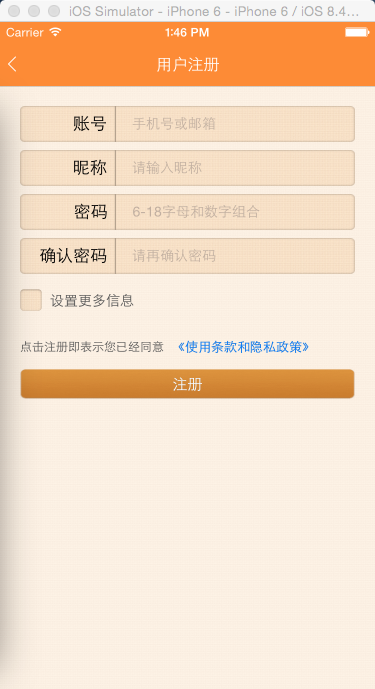 iOS Simulator - iPhone 6 - iPhone 6 / iOS 8.4...
Carrier 1:46 PM
用户注册
账号 手机号或邮箱
昵称 请输入昵称
密码 6-18字母和数字组合
确认密码 请再确认密码
设置更多信息
点击注册即表示您已经同意 《使用条款和隐私政策》
注册